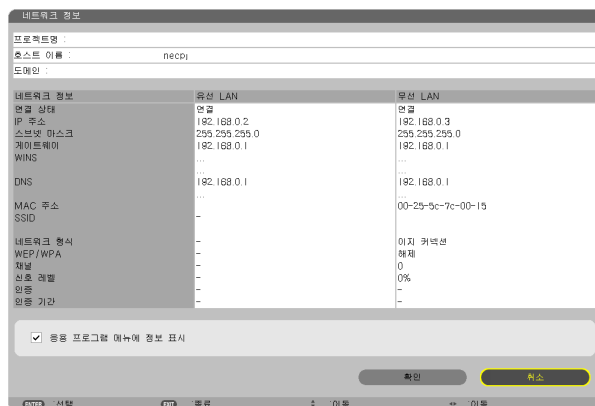 네트워크 정보
프로젝트명 :
호스트 이름 : necpj
도메인 :
네트워크 정보 유선 LAN 무선 LAN
연결 상태 연결 연결
IP 주소 192.168.0.2 192.168.0.3
스브넷 마스크 255.255.255.0 255.255.255.0
게이트웨이 192.168.0.1 192.168.0.1
WINS ... ...
... ...
DNS 192.168.0.1 192.168.0.1
... ...
MAC 주소 00-25-5c-7c-00-15
SSID -
네트워크 형식 - 이지 커넥션
WEP/WPA - 해제
채널 - 0
신호 레벨 - 0%
인증 - -
인증 기간 - -
응용 프로그램 메뉴에 정보 표시
확인 취소
ENTER :선택 EXIT :종료 :이동 :이동